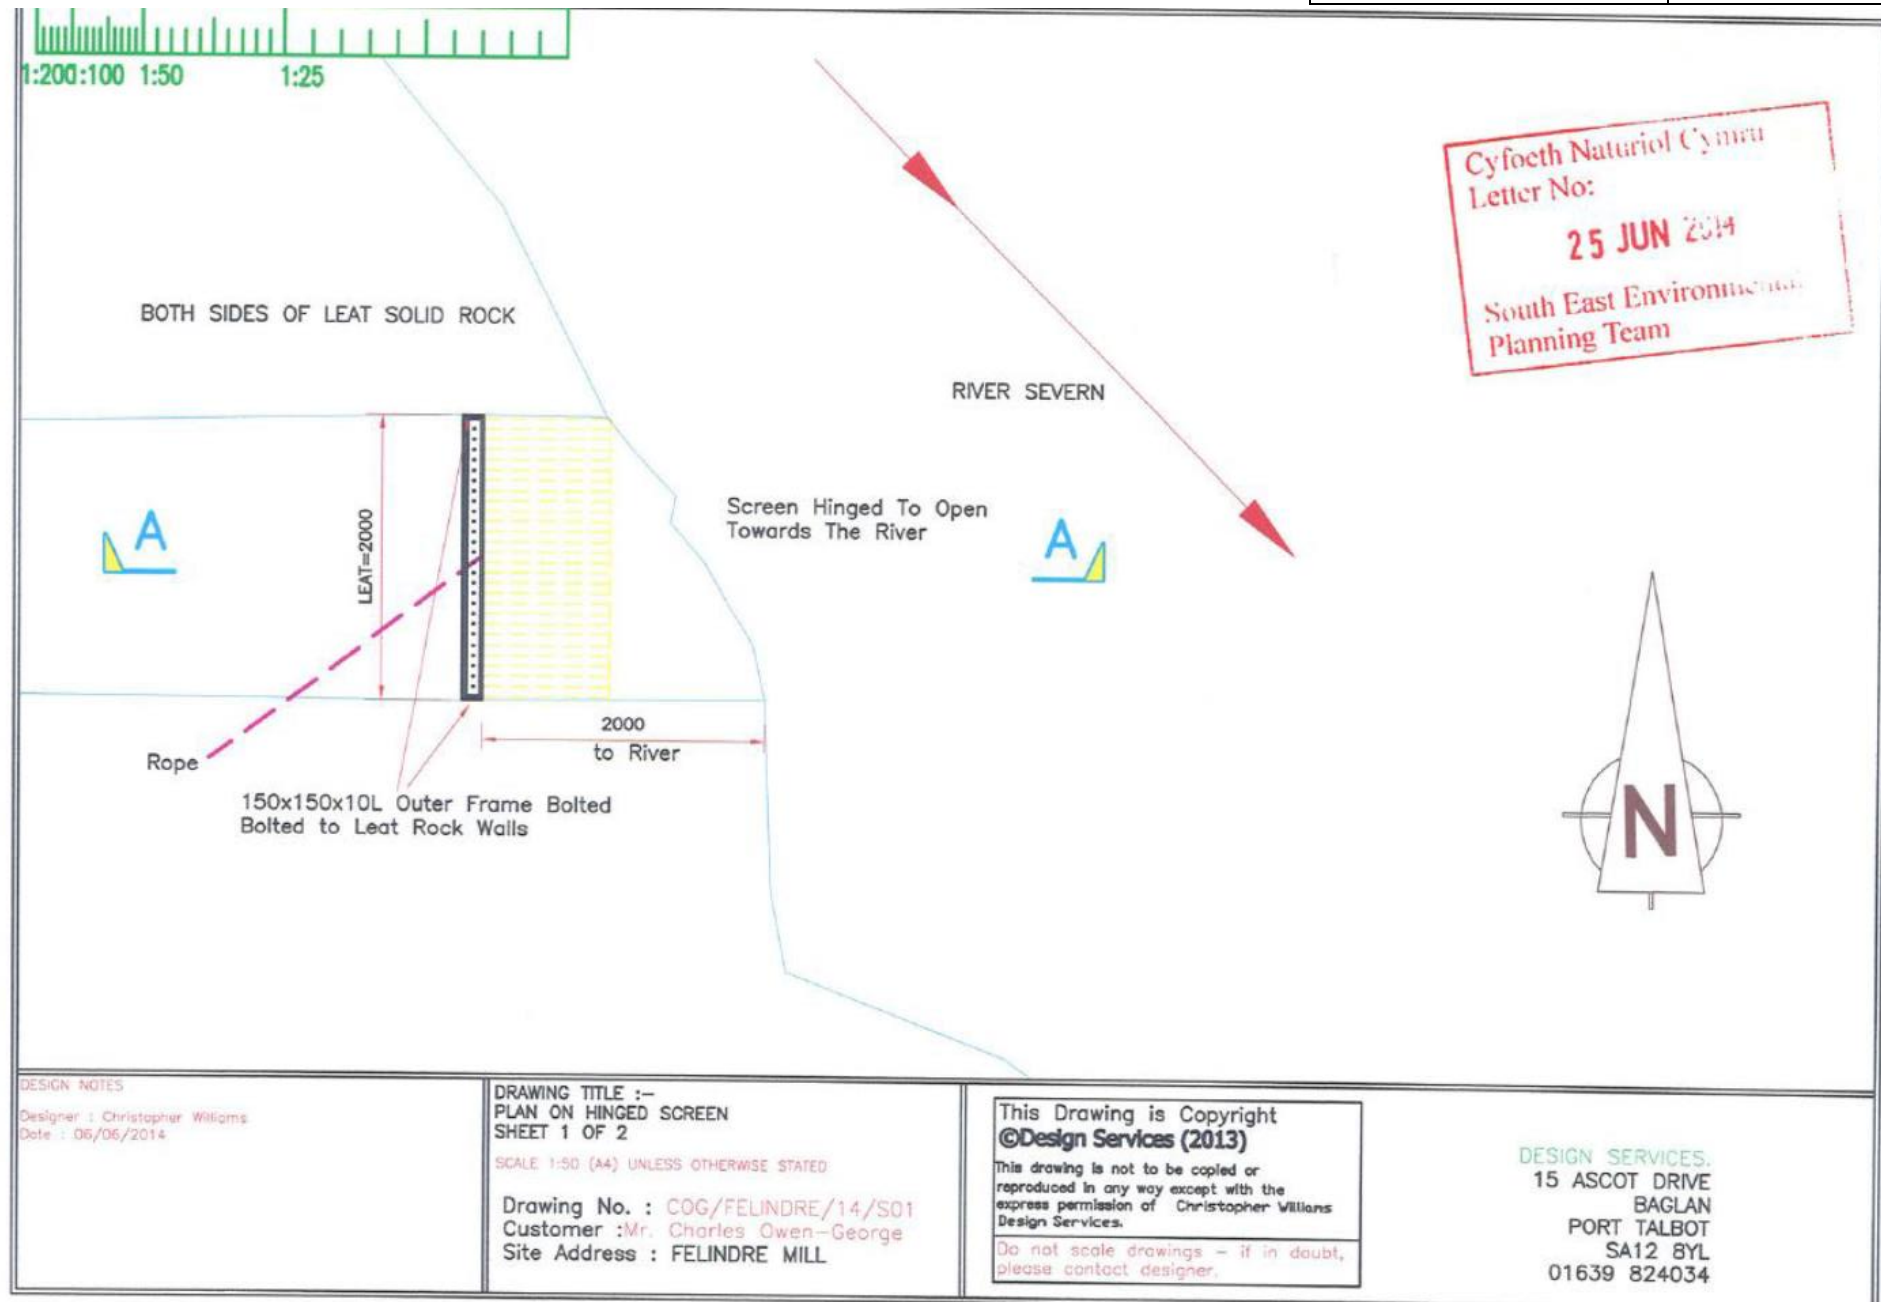 1:200 1:100 1:50 1:25
Cyfoeth Naturiol Cymru
Letter No:
25 JUN 2014
South East Environmental
Planning Team
BOTH SIDES OF LEAT SOLID ROCK
RIVER SEVERN
Screen Hinged To Open
Towards The River
A
A
LEAT=2000
2000
to River
Rope
150x150x10L Outer Frame Bolted
Bolted to Leat Rock Walls
N
DESIGN NOTES
Designer : Christopher Williams
Date : 06/06/2014
DRAWING TITLE :-
PLAN ON HINGED SCREEN
SHEET 1 OF 2
SCALE 1:50 (A4) UNLESS OTHERWISE STATED
Drawing No. : COG/FELINDRE/14/S01
Customer :Mr. Charles Owen-George
Site Address : FELINDRE MILL
This Drawing is Copyright
©Design Services (2013)
This drawing is not to be copied or
reproduced in any way except with the
express permission of Christopher Willians
Design Services.
Do not scale drawings - if in doubt,
please contact designer.
DESIGN SERVICES.
15 ASCOT DRIVE
BAGLAN
PORT TALBOT
SA12 8YL
01639 824034